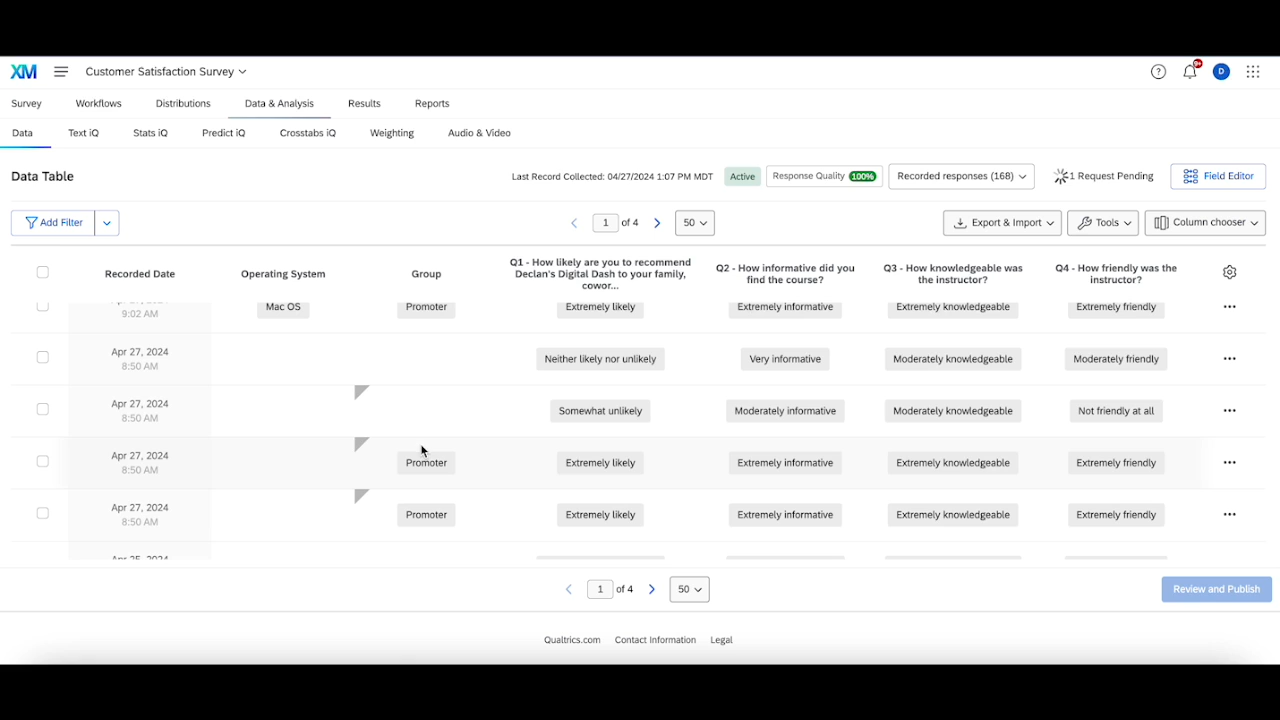 XM Customer Satisfaction Survey 9+ D
Survey Workflows Distributions Data & Analysis Results Reports
Data Text iQ Stats iQ Predict iQ Crosstabs iQ Weighting Audio & Video
Data Table Last Record Collected: 04/27/2024 1:07 PM MDT Active Response Quality 100% Recorded responses (168) 1 Request Pending Field Editor
Add Filter 1 of 4 50 Export & Import Tools Column chooser
Recorded Date Operating System Group
Q1 - How likely are you to recommend
Declan's Digital Dash to your family,
cowor...
Q2 - How informative did you
find the course?
Q3 - How knowledgeable was
the instructor?
Q4 - How friendly was the
instructor?
9:02 AM Mac OS Promoter Extremely likely Extremely informative Extremely knowledgeable Extremely friendly
Apr 27, 2024
8:50 AM
Neither likely nor unlikely Very informative Moderately knowledgeable Moderately friendly
Apr 27, 2024
8:50 AM
Somewhat unlikely Moderately informative Moderately knowledgeable Not friendly at all
Apr 27, 2024
8:50 AM
Promoter Extremely likely Extremely informative Extremely knowledgeable Extremely friendly
Apr 27, 2024
8:50 AM
Promoter Extremely likely Extremely informative Extremely knowledgeable Extremely friendly
1 of 4 50 Review and Publish
Qualtrics.com Contact Information Legal